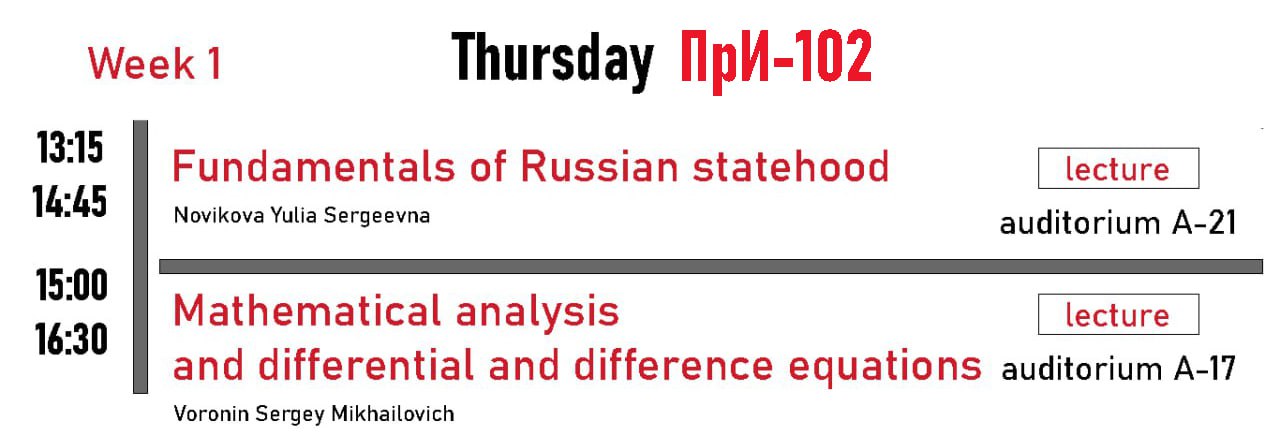 Week 1
Thursday ПрИ-102
13:15
14:45
Fundamentals of Russian statehood
Novikova Yulia Sergeevna
lecture
auditorium A-21
15:00
16:30
Mathematical analysis
and differential and difference equations
Voronin Sergey Mikhailovich
lecture
auditorium A-17